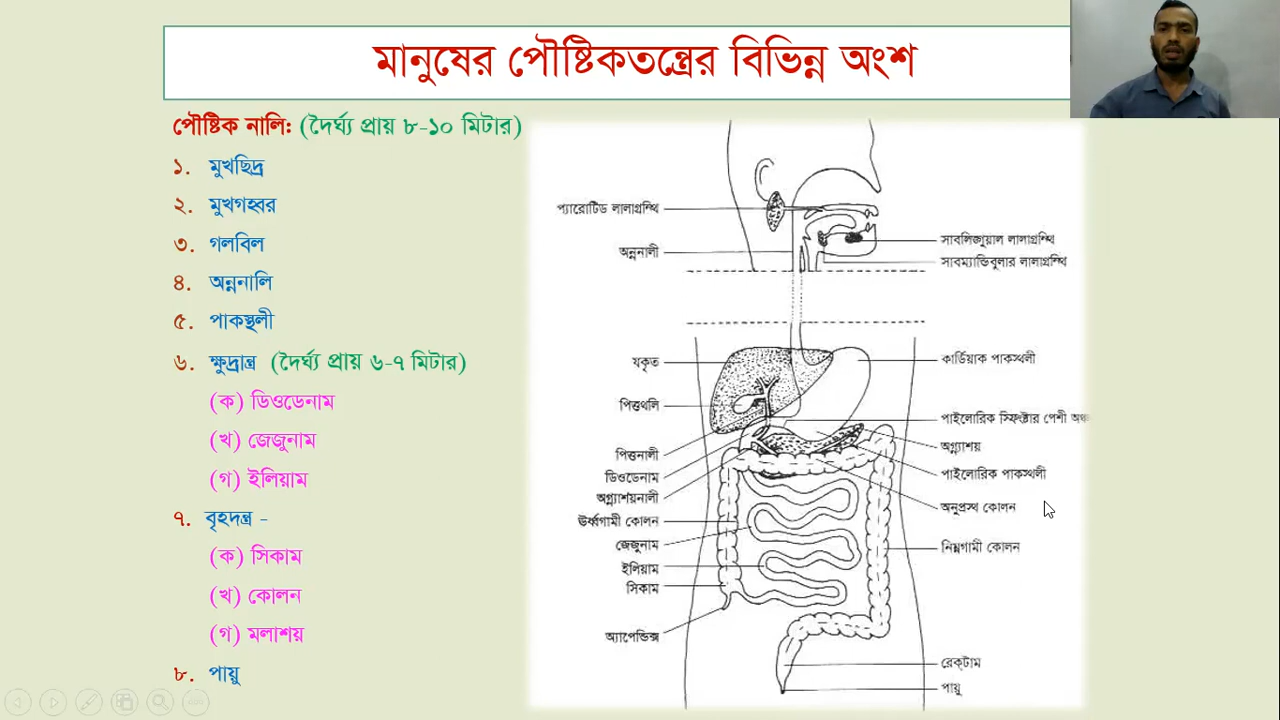 মানুষের পৌষ্টিকতন্ত্রের বিভিন্ন অংশ
পৌষ্টিক নালি: (দৈর্ঘ্য প্রায় ৮-১০ মিটার)
১. মুখছিদ্র
২. মুখগহ্বর
৩. গলবিল
৪. অন্ননালি
৫. পাকস্থলী
৬. ক্ষুদ্রান্ত্র (দৈর্ঘ্য প্রায় ৬-৭ মিটার)
(ক) ডিওডেনাম
(খ) জেজুনাম
(গ) ইলিয়াম
৭. বৃহদন্ত্র -
(ক) সিকাম
(খ) কোলন
(গ) মলাশয়
৮. পায়ু
প্যারোটিড লালাগ্রন্থি
অন্ননালী
যকৃত
পিত্তথলি
পিত্তনালী
ডিওডেনাম
অগ্ন্যাশয়নালী
ঊর্ধ্বগামী কোলন
জেজুনাম
ইলিয়াম
সিকাম
অ্যাপেন্ডিক্স
সাবলিঙ্গুয়াল লালাগ্রন্থি
সাবম্যান্ডিবুলার লালাগ্রন্থি
কার্ডিয়াক পাকস্থলী
পাইলোরিক স্ফিংক্টার পেশী
অগ্ন্যাশয়
পাইলোরিক পাকস্থলী
অনুপ্রস্থ কোলন
নিম্নগামী কোলন
রেক্‌টাম
পায়ু